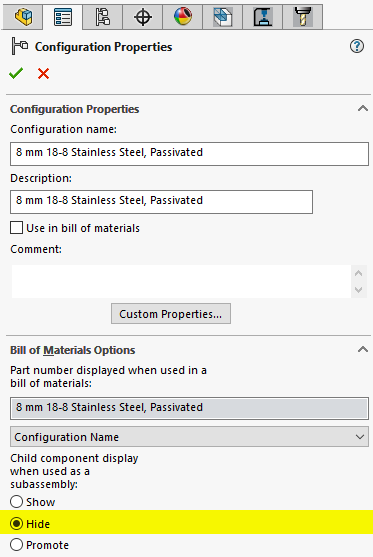 Configuration Properties
Configuration Properties
Configuration name:
8 mm 18-8 Stainless Steel, Passivated
Description:
8 mm 18-8 Stainless Steel, Passivated
Use in bill of materials
Comment:
Custom Properties...
Bill of Materials Options
Part number displayed when used in a
bill of materials:
8 mm 18-8 Stainless Steel, Passivated
Configuration Name
Child component display
when used as a
subassembly:
Show
Hide
Promote